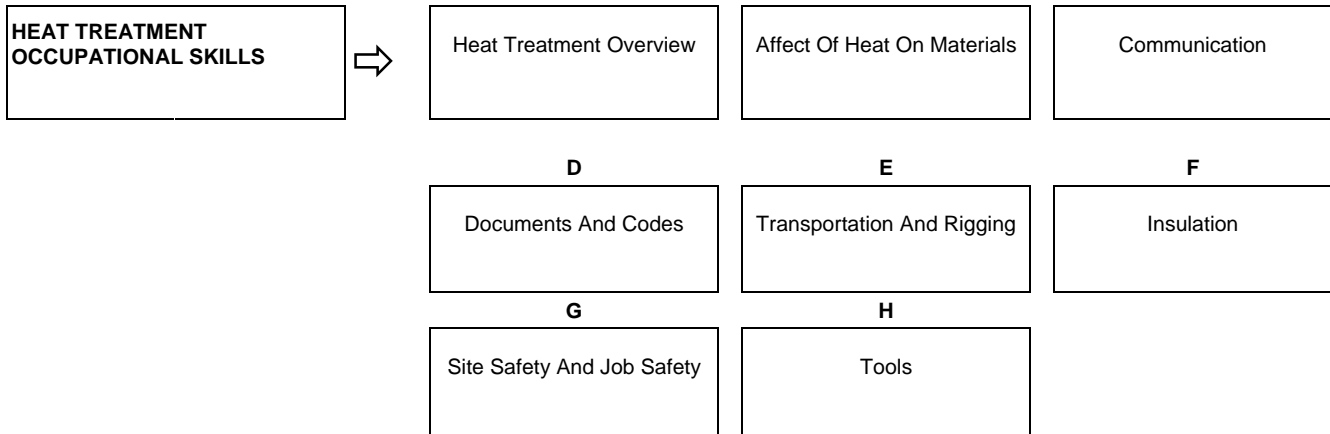 HEAT TREATMENT
OCCUPATIONAL SKILLS
Heat Treatment Overview
Affect Of Heat On Materials
Communication
D
E
F
Documents And Codes
Transportation And Rigging
Insulation
G
H
Site Safety And Job Safety
Tools